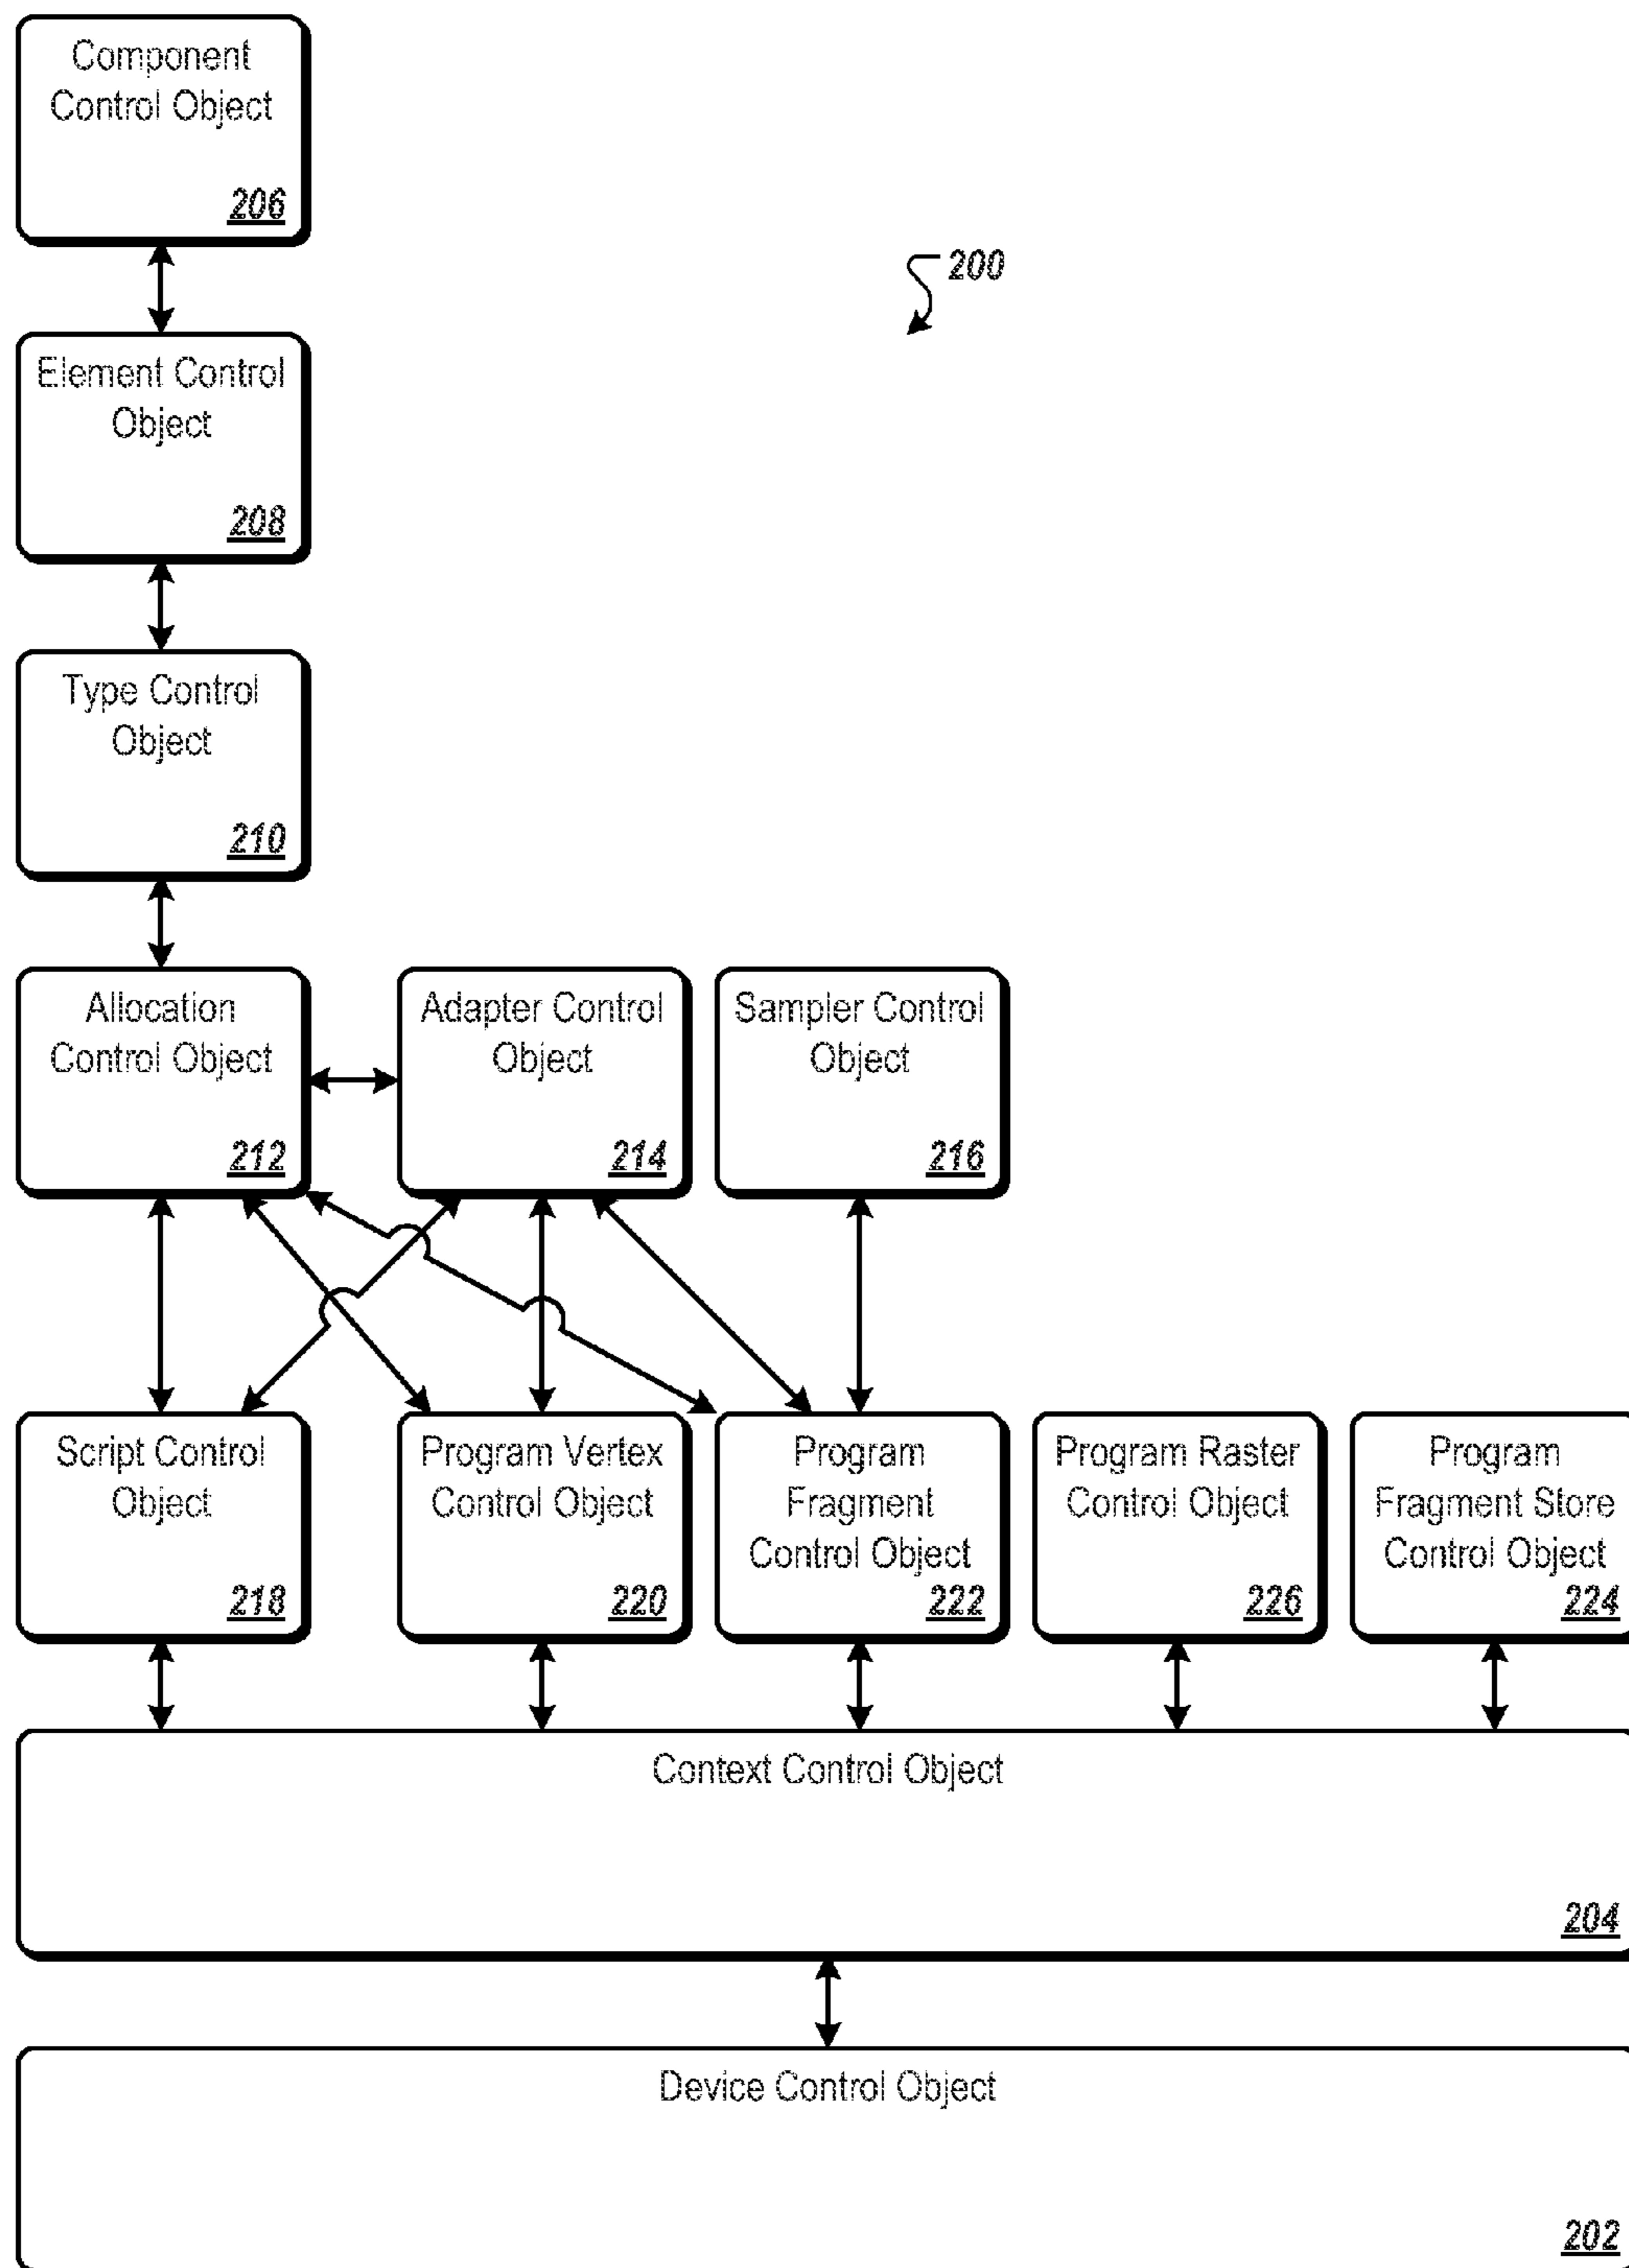 Component
Control Object
206
200
Element Control
Object
208
Type Control
Object
210
Allocation
Control Object
212
Adapter Control
Object
214
Sampler Control
Object
216
Script Control
Object
218
Program Vertex
Control Object
220
Program
Fragment
Control Object
222
Program Raster
Control Object
226
Program
Fragment Store
Control Object
224
Context Control Object
204
Device Control Object
202